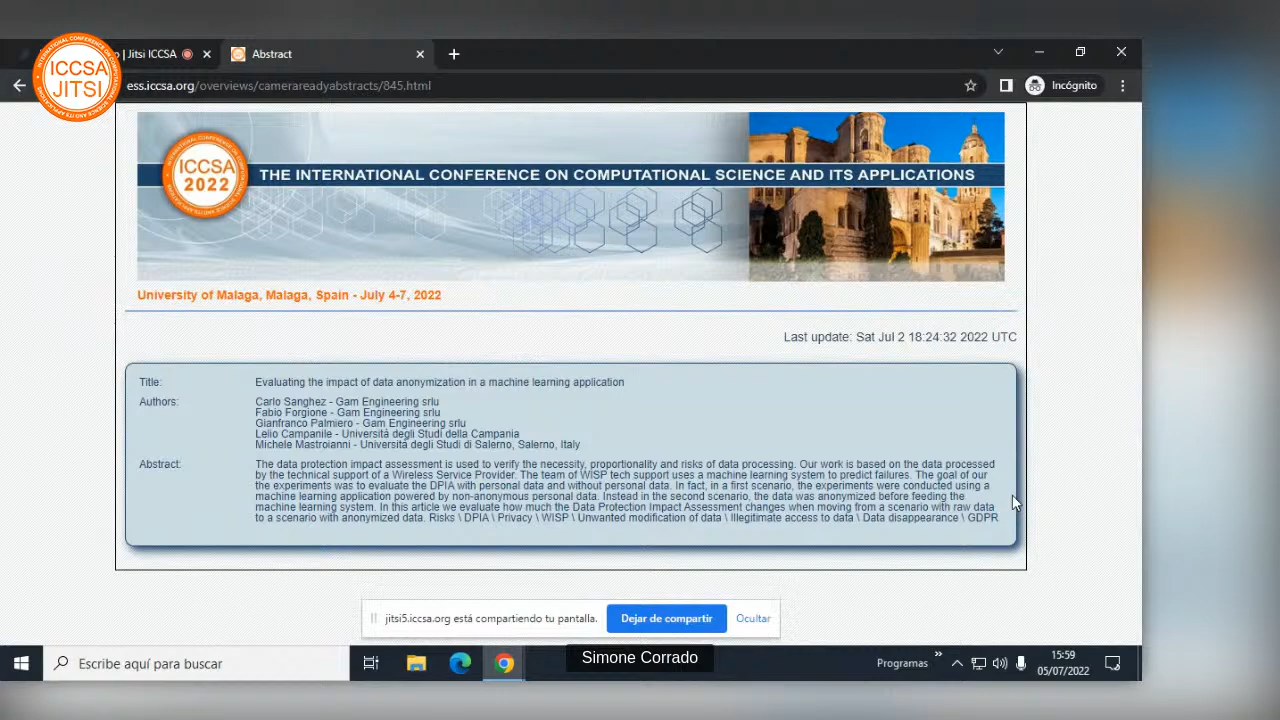 ICCSA
JITSI
o | Jitsi ICCSA
Abstract
ess.iccsa.org/overviews/camerareadyabstracts/845.html
Incógnito
ICCSA
2022
THE INTERNATIONAL CONFERENCE ON COMPUTATIONAL SCIENCE AND ITS APPLICATIONS
University of Malaga, Malaga, Spain - July 4-7, 2022
Last update: Sat Jul 2 18:24:32 2022 UTC
Title: Evaluating the impact of data anonymization in a machine learning application
Authors: Carlo Sanghez - Gam Engineering srlu
Fabio Forgione - Gam Engineering srlu
Gianfranco Palmiero - Gam Engineering srlu
Lelio Campanile - Università degli Studi della Campania
Michele Mastroianni - Università degli Studi di Salerno, Salerno, Italy
Abstract: The data protection impact assessment is used to verify the necessity, proportionality and risks of data processing. Our work is based on the data processed
by the technical support of a Wireless Service Provider. The team of WISP tech support uses a machine learning system to predict failures. The goal of our
the experiments was to evaluate the DPIA with personal data and without personal data. In fact, in a first scenario, the experiments were conducted using a
machine learning application powered by non-anonymous personal data. Instead in the second scenario, the data was anonymized before feeding the
machine learning system. In this article we evaluate how much the Data Protection Impact Assessment changes when moving from a scenario with raw data
to a scenario with anonymized data. Risks \ DPIA \ Privacy \ WISP \ Unwanted modification of data \ Illegitimate access to data \ Data disappearance \ GDPR
jitsi5.iccsa.org está compartiendo tu pantalla.
Dejar de compartir
Ocultar
Simone Corrado
Escribe aquí para buscar
Programas
15:59
05/07/2022